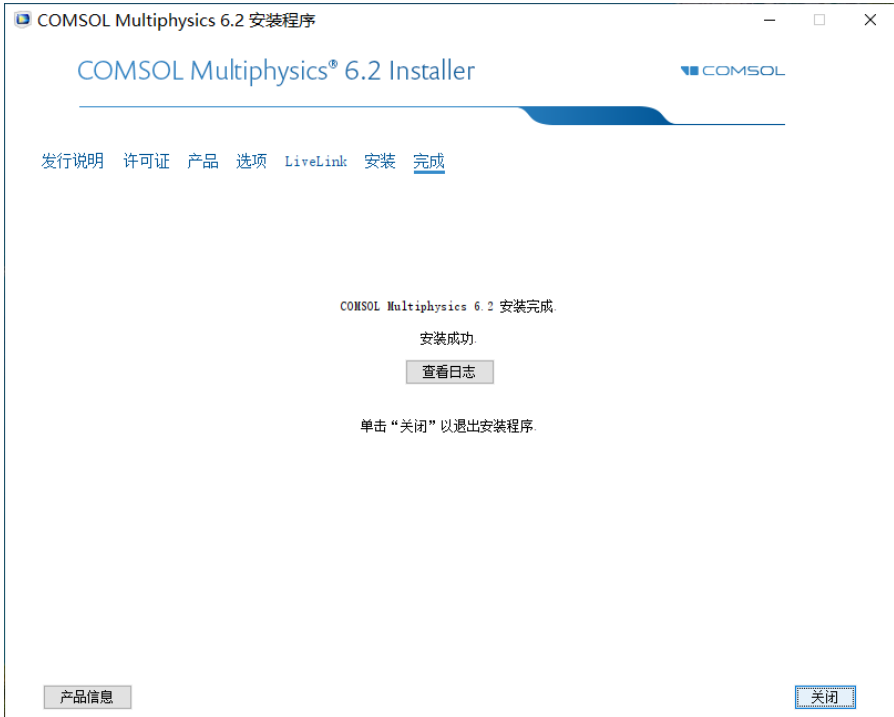 COMSOL Multiphysics 6.2 安装程序
COMSOL Multiphysics® 6.2 Installer
COMSOL
发行说明 许可证 产品 选项 LiveLink 安装 完成
COMSOL Multiphysics 6.2 安装完成.
安装成功.
查看日志
单击“关闭”以退出安装程序.
产品信息 关闭